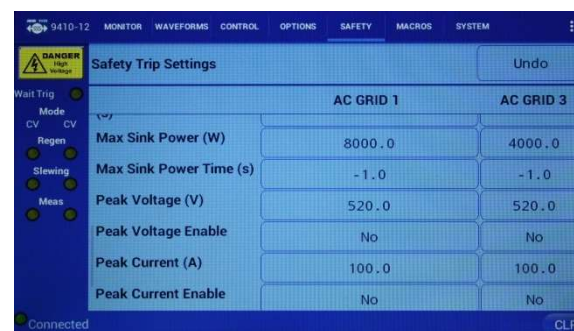 9410-12 MONITOR WAVEFORMS CONTROL OPTIONS SAFETY MACROS SYSTEM
DANGER
High
Voltage
Safety Trip Settings Undo
Wait Trig
Mode
CV CV
Regen
Slewing
Meas
AC GRID 1 AC GRID 3
Max Sink Power (W) 8000.0 4000.0
Max Sink Power Time (s) -1.0 -1.0
Peak Voltage (V) 520.0 520.0
Peak Voltage Enable No No
Peak Current (A) 100.0 100.0
Peak Current Enable No No
Connected